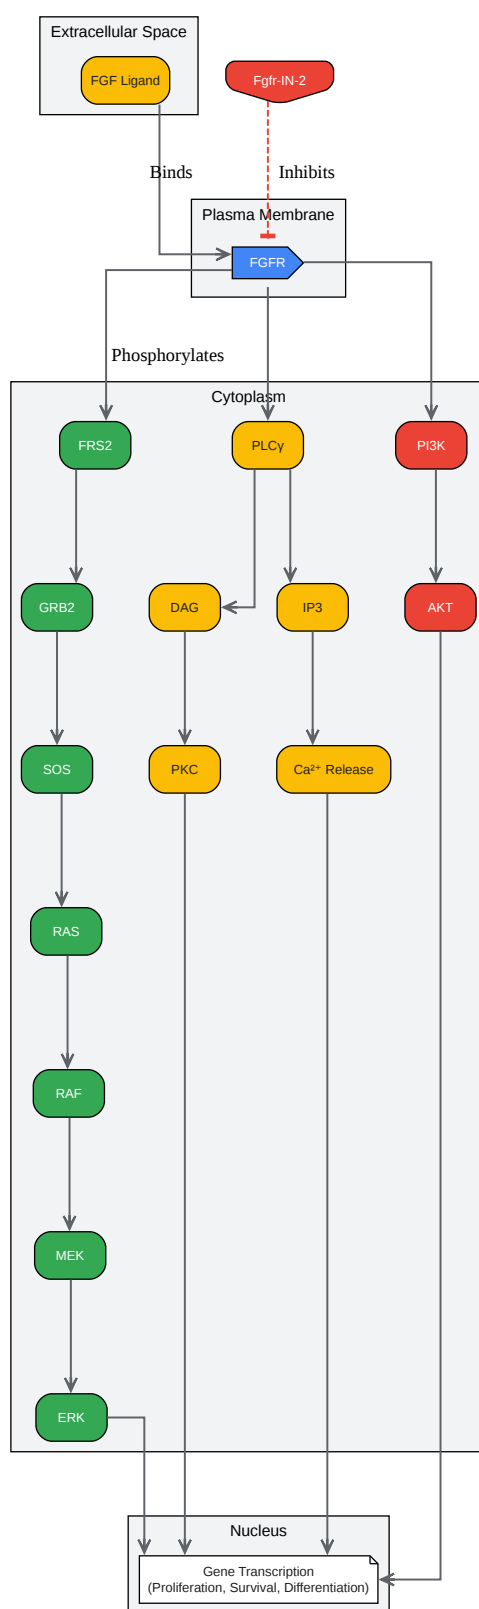 Extracellular Space
FGF Ligand
Fgfr-IN-2
Binds
Inhibits
Plasma Membrane
FGFR
Phosphorylates
Cytoplasm
FRS2
PLCγ
PI3K
GRB2
DAG
IP3
AKT
SOS
PKC
Ca²⁺ Release
RAS
RAF
MEK
ERK
Nucleus
Gene Transcription
(Proliferation, Survival, Differentiation)